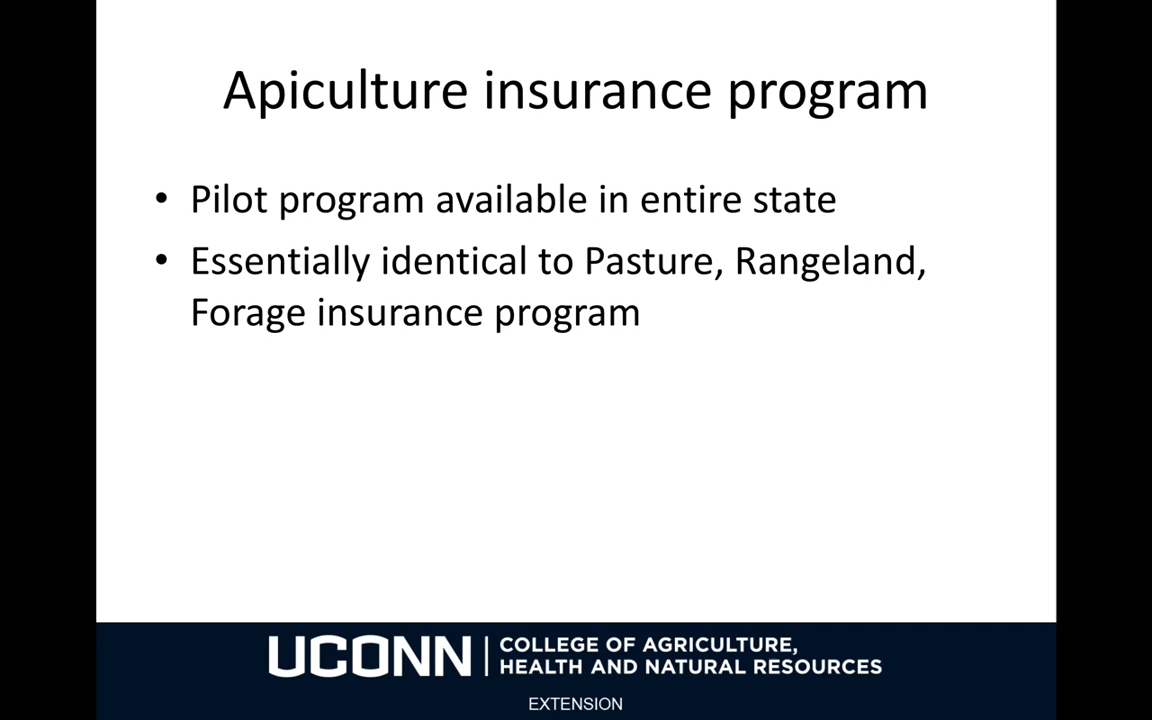 Apiculture insurance program
• Pilot program available in entire state
• Essentially identical to Pasture, Rangeland,
Forage insurance program
UCONN | COLLEGE OF AGRICULTURE,
HEALTH AND NATURAL RESOURCES
EXTENSION